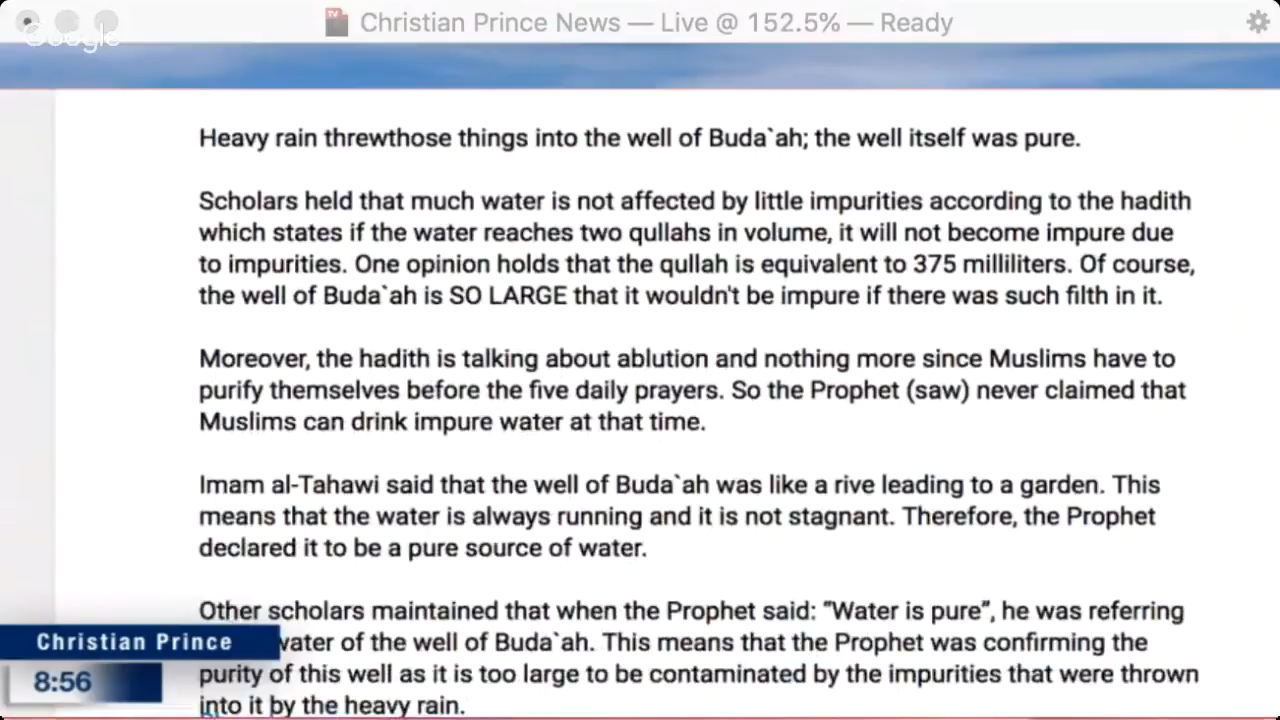 Christian Prince News — Live @ 152.5% — Ready
Google
Heavy rain threwthose things into the well of Buda`ah; the well itself was pure.
Scholars held that much water is not affected by little impurities according to the hadith
which states if the water reaches two qullahs in volume, it will not become impure due
to impurities. One opinion holds that the qullah is equivalent to 375 milliliters. Of course,
the well of Buda`ah is SO LARGE that it wouldn't be impure if there was such filth in it.
Moreover, the hadith is talking about ablution and nothing more since Muslims have to
purify themselves before the five daily prayers. So the Prophet (saw) never claimed that
Muslims can drink impure water at that time.
Imam al-Tahawi said that the well of Buda`ah was like a rive leading to a garden. This
means that the water is always running and it is not stagnant. Therefore, the Prophet
declared it to be a pure source of water.
Other scholars maintained that when the Prophet said: “Water is pure”, he was referring
water of the well of Buda`ah. This means that the Prophet was confirming the
purity of this well as it is too large to be contaminated by the impurities that were thrown
into it by the heavy rain.
Christian Prince
8:56